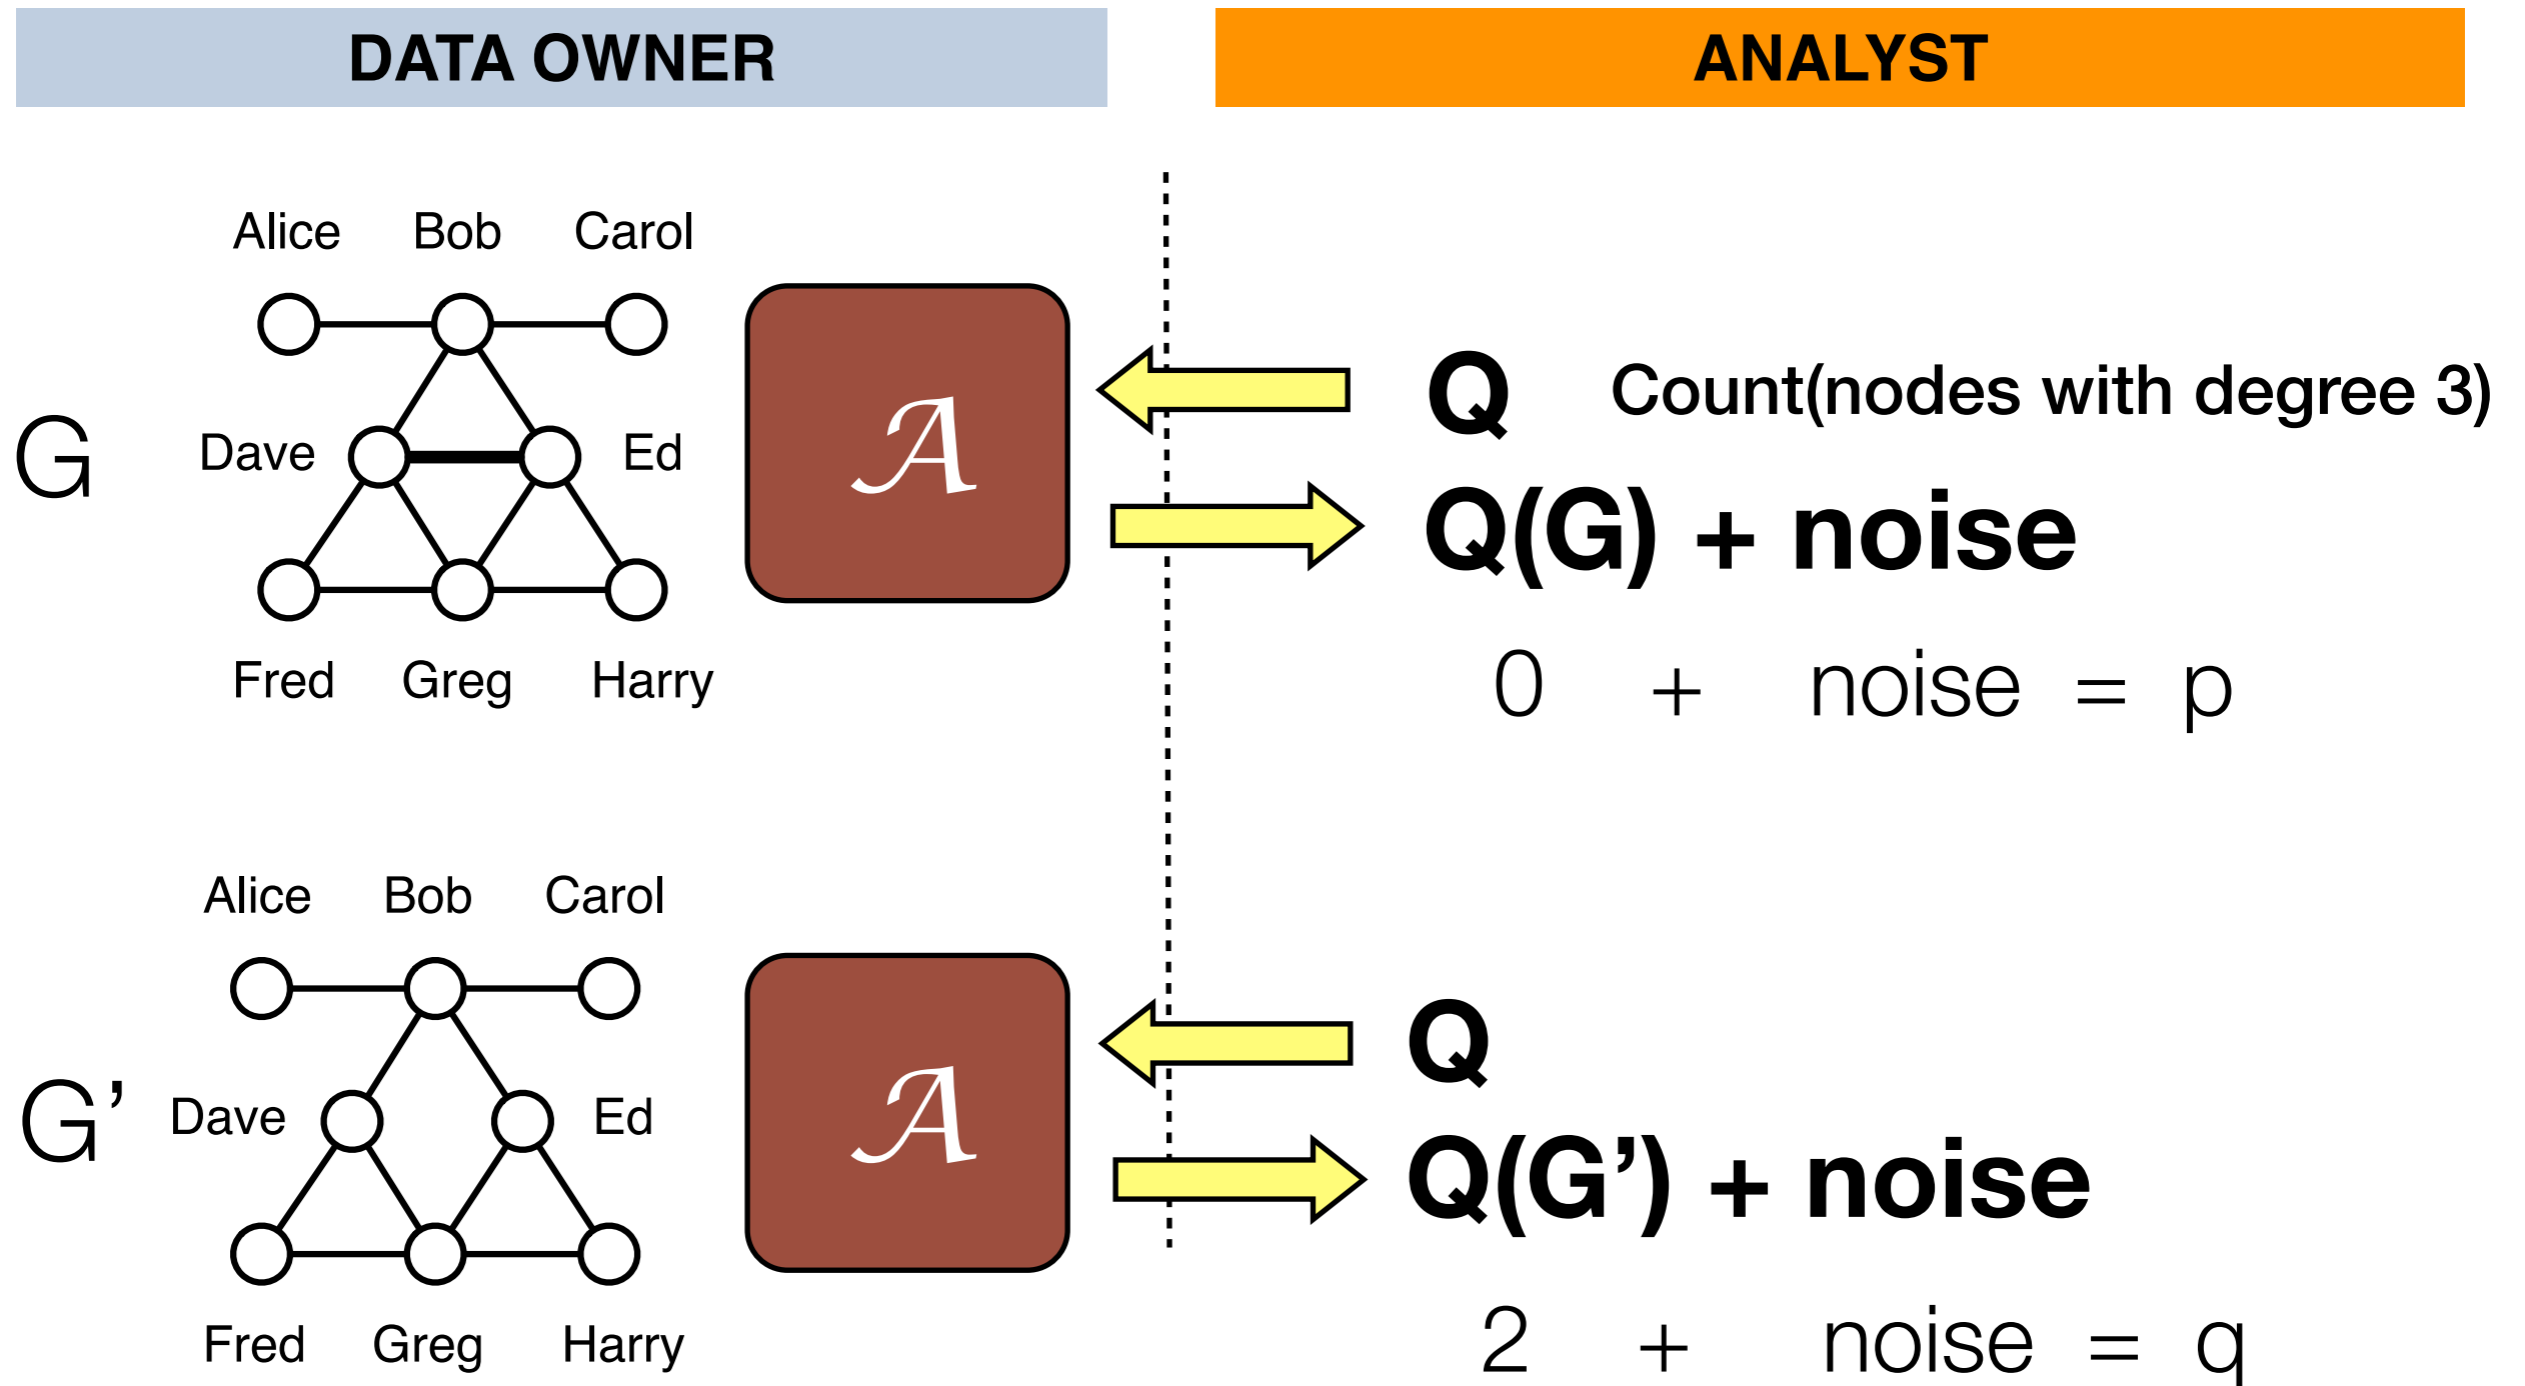 DATA OWNER
ANALYST
Alice Bob Carol
G
Dave Ed
Fred Greg Harry
𝒜
Q Count(nodes with degree 3)
Q(G) + noise
0 + noise = p
Alice Bob Carol
G’
Dave Ed
Fred Greg Harry
𝒜
Q
Q(G’) + noise
2 + noise = q